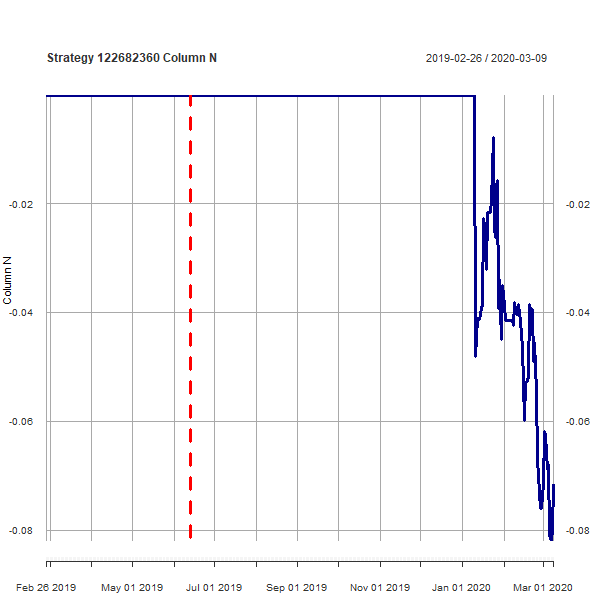 Strategy 122682360 Column N
2019-02-26 / 2020-03-09
Column N
-0.02
-0.02
-0.04
-0.04
-0.06
-0.06
-0.08
-0.08
Feb 26 2019
May 01 2019
Jul 01 2019
Sep 01 2019
Nov 01 2019
Jan 01 2020
Mar 01 2020